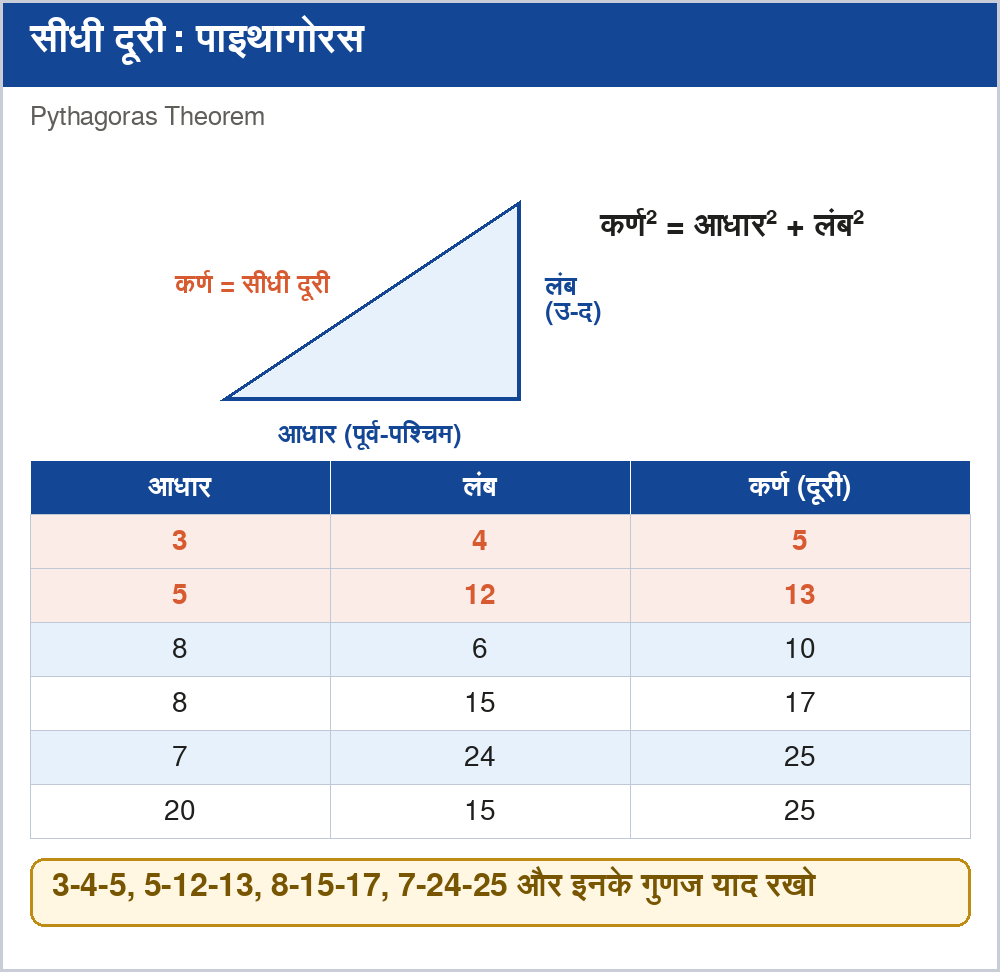 सीधी दूरी : पाइथागोरस
Pythagoras Theorem
कर्ण² = आधार² + लंब²
कर्ण = सीधी दूरी
लंब
(उ-द)
आधार (पूर्व-पश्चिम)
आधार लंब कर्ण (दूरी)
3 4 5
5 12 13
8 6 10
8 15 17
7 24 25
20 15 25
3-4-5, 5-12-13, 8-15-17, 7-24-25 और इनके गुणज याद रखो